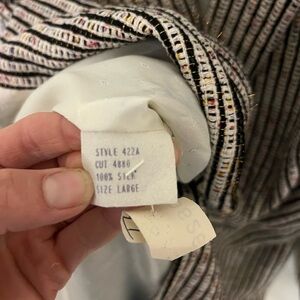 STYLE 422A
CUT 4880
100% SILK
SIZE LARGE